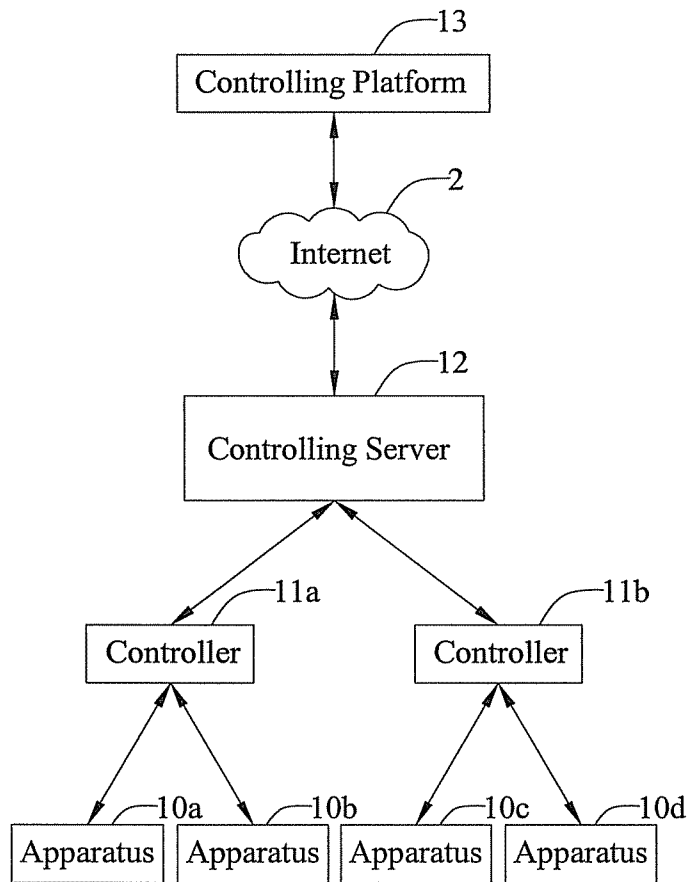 13
Controlling Platform
2
Internet
12
Controlling Server
11a
11b
Controller
Controller
10a
10b
10c
10d
Apparatus
Apparatus
Apparatus
Apparatus